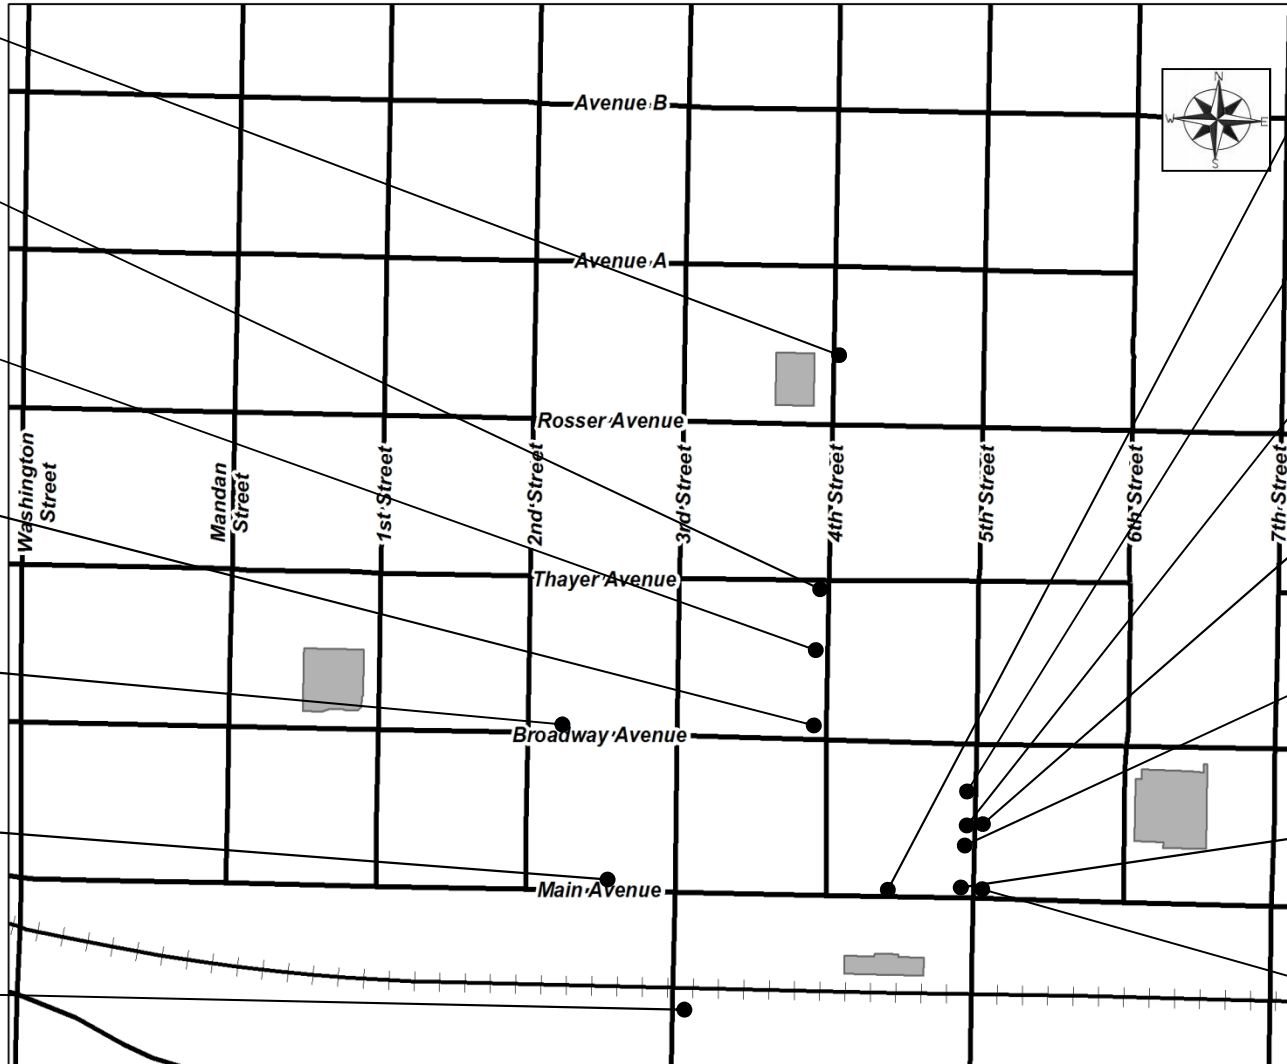 N
W E
S
Avenue B
Avenue A
Rosser Avenue
Washington
Street
Mandan
Street
1st Street
2nd Street
3rd Street
4th Street
5th Street
6th Street
7th Street
Thayer Avenue
Broadway Avenue
Main Avenue